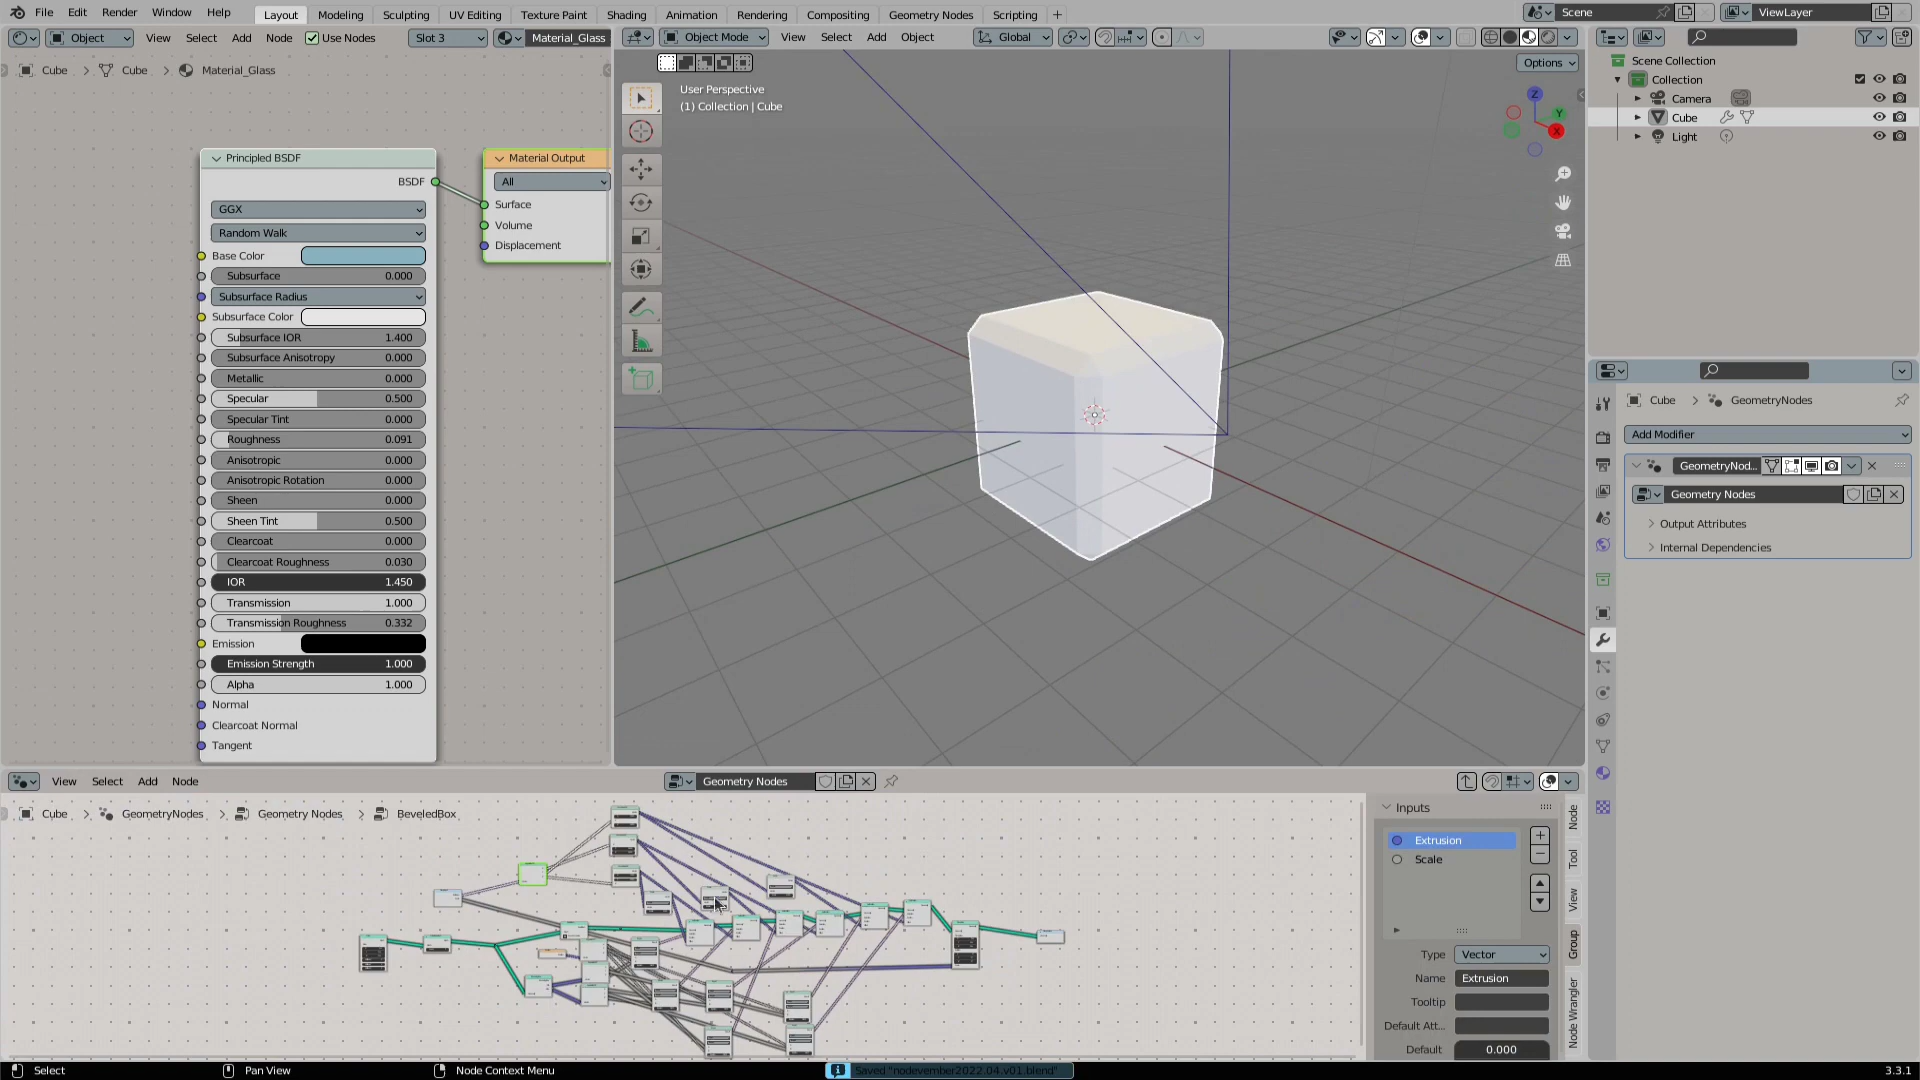 File Edit Render Window Help Layout Modeling Sculpting UV Editing Texture Paint Shading Animation Rendering Compositing Geometry Nodes Scripting + Scene ViewLayer
Object View Select Add Node Use Nodes Slot 3 Material_Glass
Object Mode View Select Add Object Global
Cube > Cube > Material_Glass
Options
User Perspective
(1) Collection | Cube
Z
Y
X
Scene Collection
Collection
Camera
Cube
Light
Principled BSDF
BSDF
GGX
Random Walk
Base Color
Subsurface 0.000
Subsurface Radius
Subsurface Color
Subsurface IOR 1.400
Subsurface Anisotropy 0.000
Metallic 0.000
Specular 0.500
Specular Tint 0.000
Roughness 0.091
Anisotropic 0.000
Anisotropic Rotation 0.000
Sheen 0.000
Sheen Tint 0.500
Clearcoat 0.000
Clearcoat Roughness 0.030
IOR 1.450
Transmission 1.000
Transmission Roughness 0.332
Emission
Emission Strength 1.000
Alpha 1.000
Normal
Clearcoat Normal
Tangent
Material Output
All
Surface
Volume
Displacement
Cube > GeometryNodes
Add Modifier
GeometryNod...
Geometry Nodes
Output Attributes
Internal Dependencies
View Select Add Node Geometry Nodes
Cube > GeometryNodes > Geometry Nodes > BeveledBox
Inputs
Extrusion
Scale
Type Vector
Name Extrusion
Tooltip
Default Att...
Default 0.000
Node
Tool
View
Group
Node Wrangler
Select Pan View Node Context Menu Saved "nodevember2022.04.v01.blend" 3.3.1